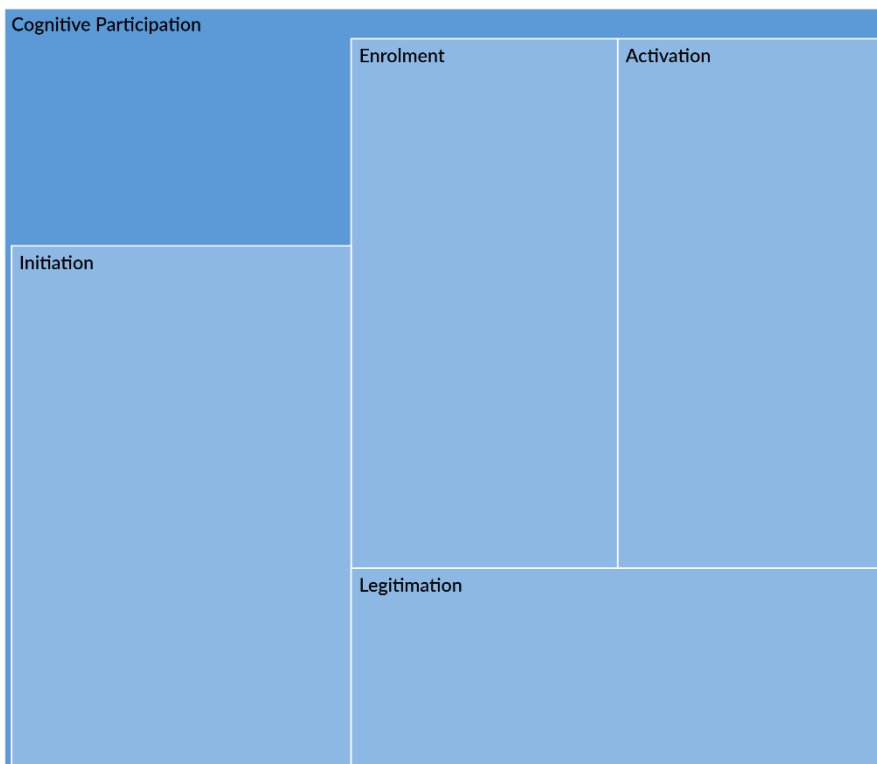 Cognitive Participation
Enrolment
Activation
Initiation
Legitimation